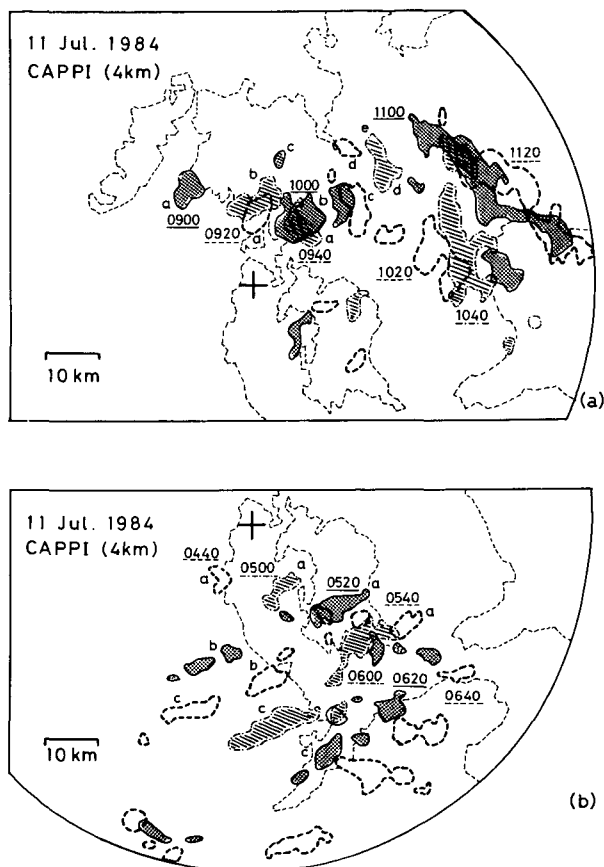 11 Jul. 1984
CAPPI (4km)
e
c
d
1100
b
1000
b
c
d
1120
a
0900
0920
a
a
0940
1020
1040
10 km
(a)
11 Jul. 1984
CAPPI (4km)
0440
a
0500
a
0520
a
0540
a
b
b
0600
0620
0640
c
c
c
10 km
(b)